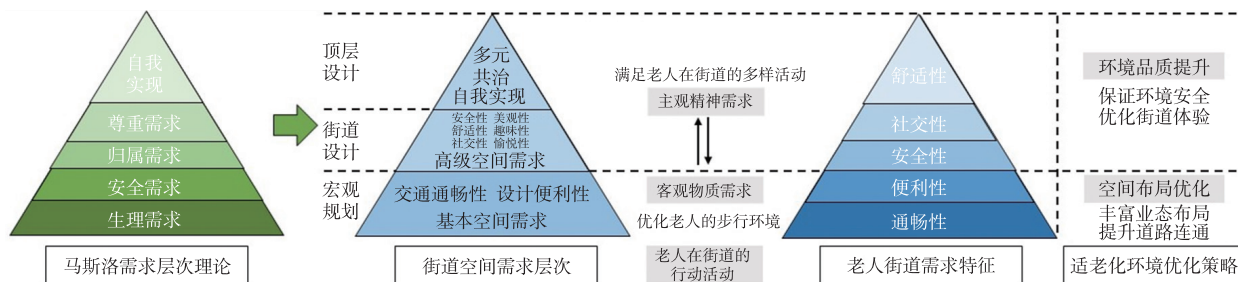 自我
实现
尊重需求
归属需求
安全需求
生理需求
马斯洛需求层次理论
顶层
设计
街道
设计
宏观
规划
多元
共治
自我实现
安全性 美观性
舒适性 趣味性
社交性 愉悦性
高级空间需求
交通通畅性 设计便利性
基本空间需求
街道空间需求层次
满足老人在街道的多样活动
主观精神需求
客观物质需求
优化老人的步行环境
老人在街道的
行动活动
舒适性
社交性
安全性
便利性
通畅性
老人街道需求特征
环境品质提升
保证环境安全
优化街道体验
空间布局优化
丰富业态布局
提升道路连通
适老化环境优化策略